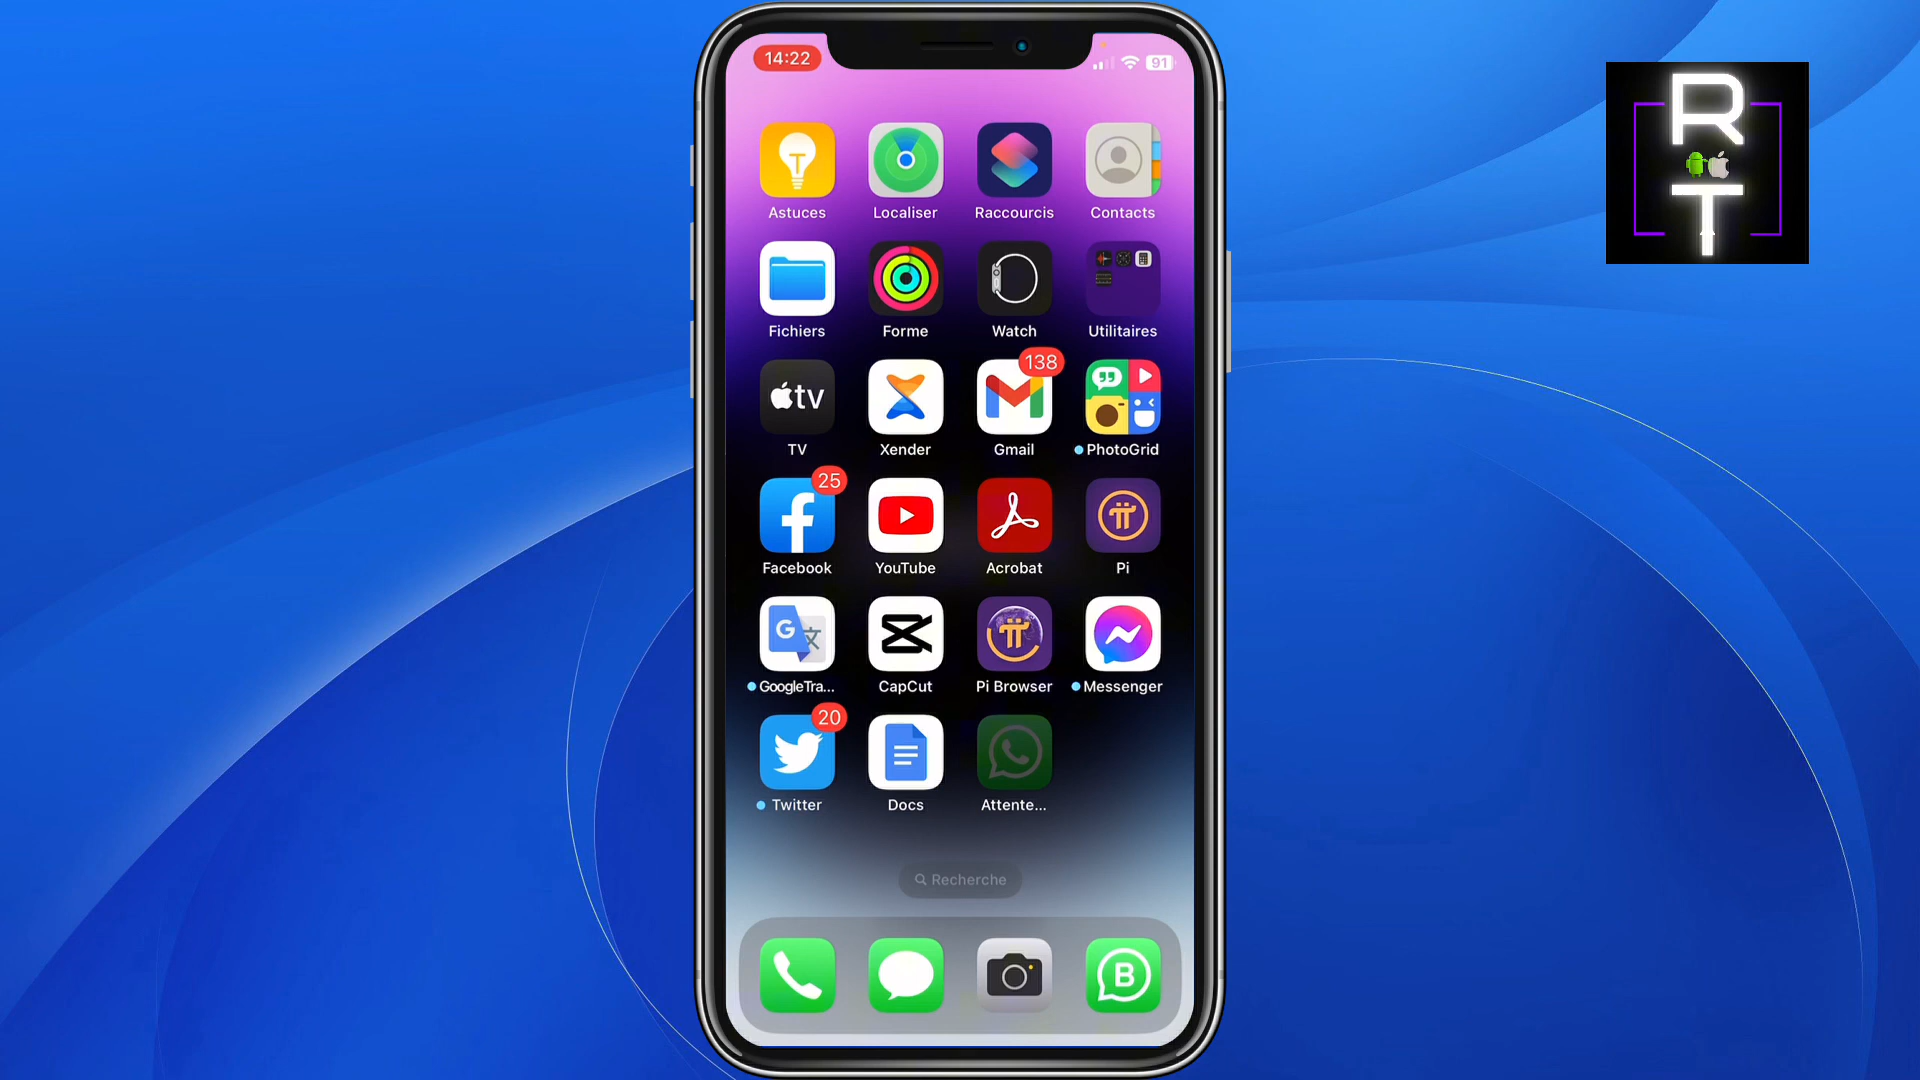 14:22
91
R
T
Astuces
Localiser
Raccourcis
Contacts
Fichiers
Forme
Watch
Utilitaires
tv
138
TV
Xender
Gmail
PhotoGrid
25
Facebook
YouTube
Acrobat
Pi
G
文
GoogleTra...
CapCut
Pi Browser
Messenger
20
Twitter
Docs
Attente...
Recherche
B